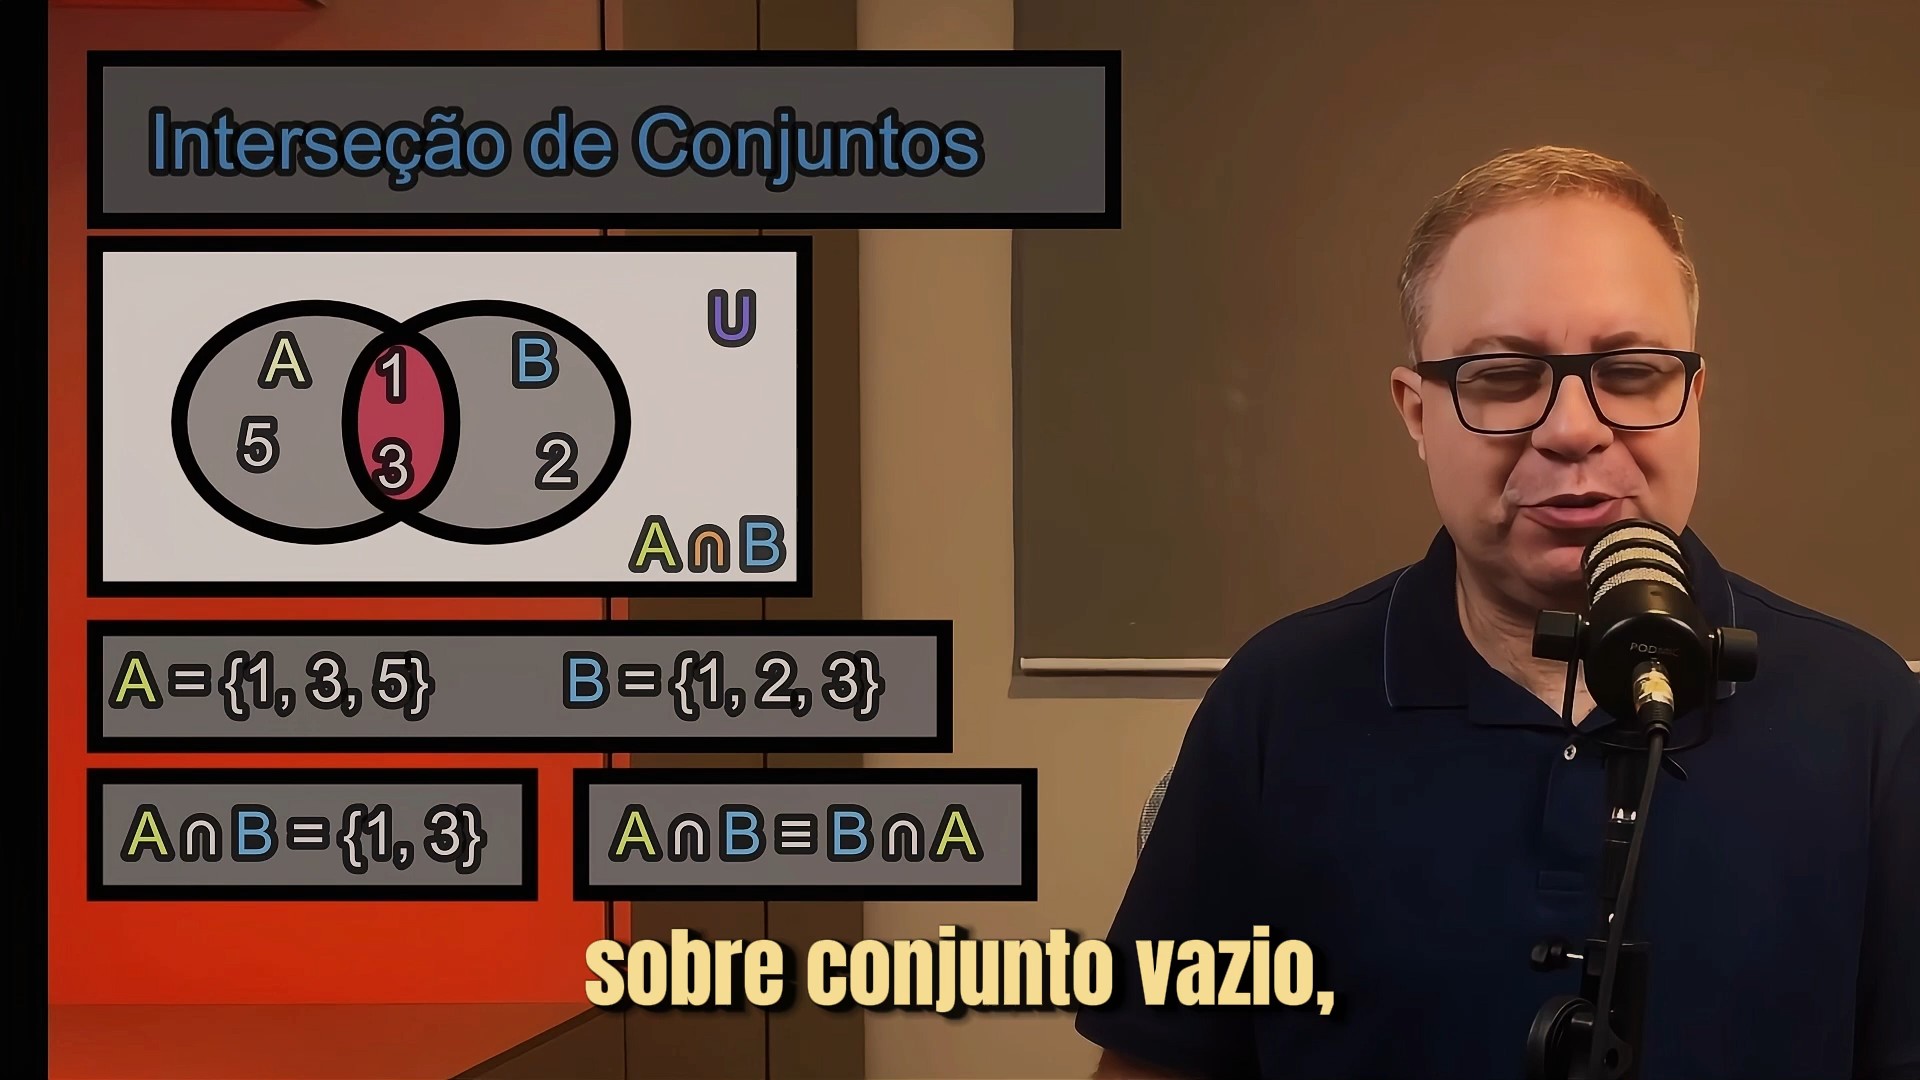 Interseção de Conjuntos
U
A 1 B
5 3 2
A∩B
A={1, 3, 5} B={1, 2, 3}
A∩B={1, 3} A∩B≡B∩A
sobre conjunto vazio,